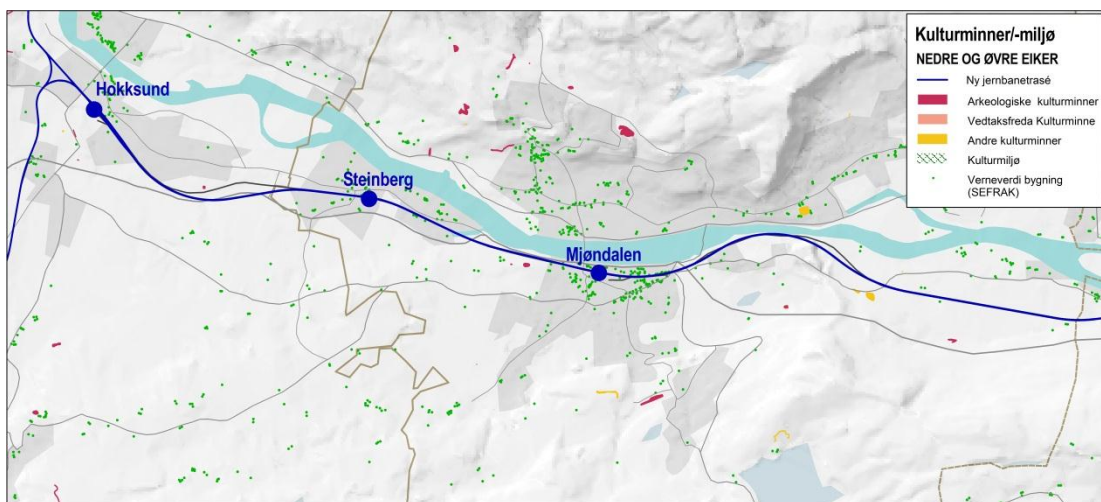 Kulturminner/-miljø
NEDRE OG ØVRE EIKER
Ny jernbanetrasé
Arkeologiske kulturminner
Vedtaksfreda Kulturminne
Andre kulturminner
Kulturmiljø
Verneverdi bygning
(SEFRAK)
Hokksund
Steinberg
Mjøndalen